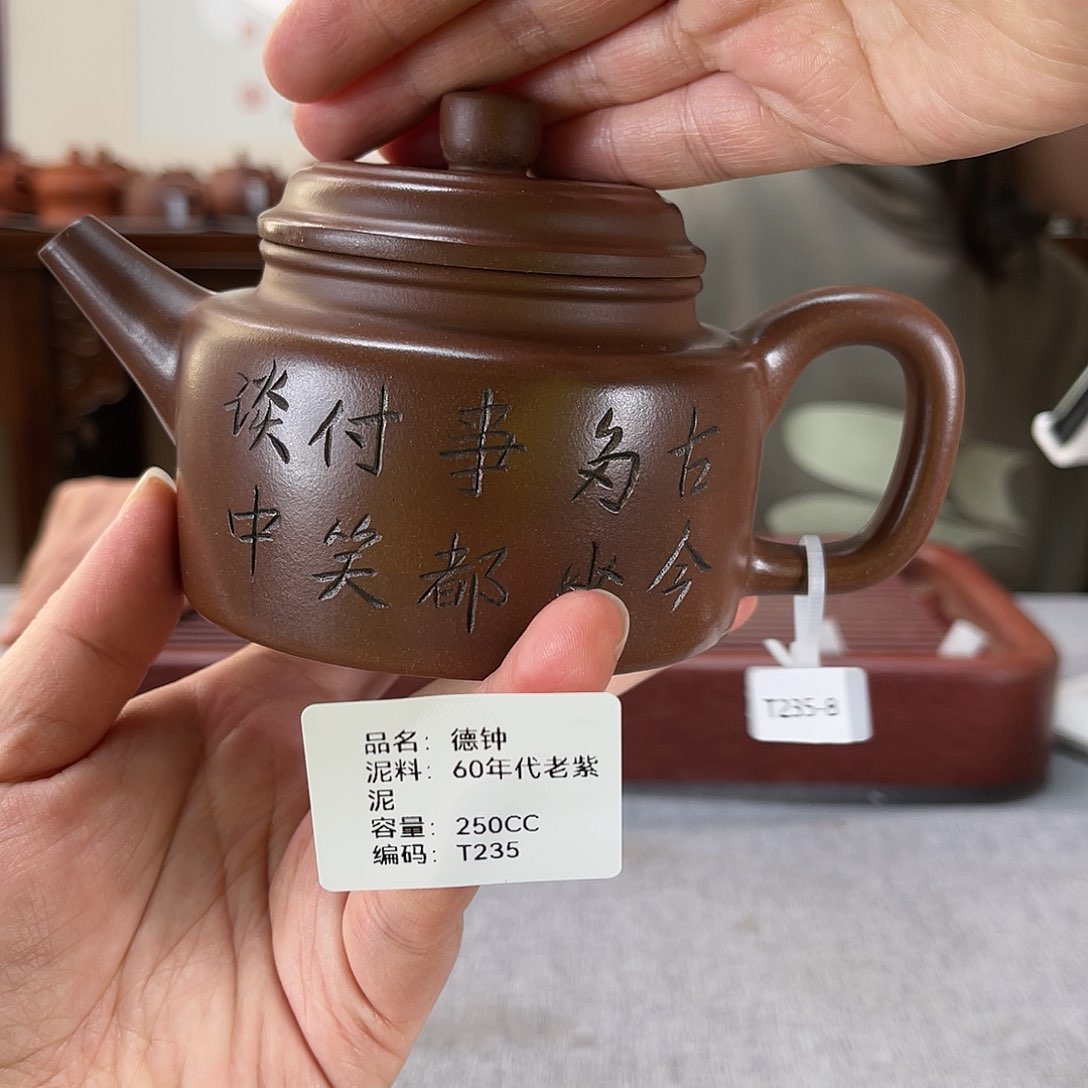 古今
多少
事都
付笑
谈中
品名：德钟
泥料：60年代老紫
泥
容量：250CC
编码：T235
T235-8